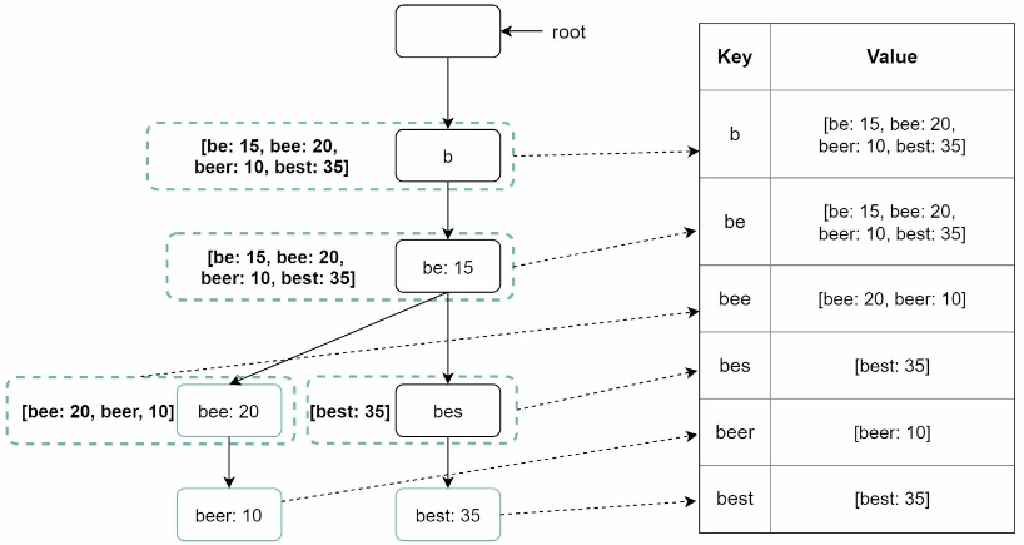 root
[be: 15, bee: 20,
beer: 10, best: 35]
b
[be: 15, bee: 20,
beer: 10, best: 35]
be: 15
[bee: 20, beer, 10]
bee: 20
[best: 35]
bes
beer: 10
best: 35
Key Value
b
[be: 15, bee: 20,
beer: 10, best: 35]
be
[be: 15, bee: 20,
beer: 10, best: 35]
bee [bee: 20, beer: 10]
bes [best: 35]
beer [beer: 10]
best [best: 35]